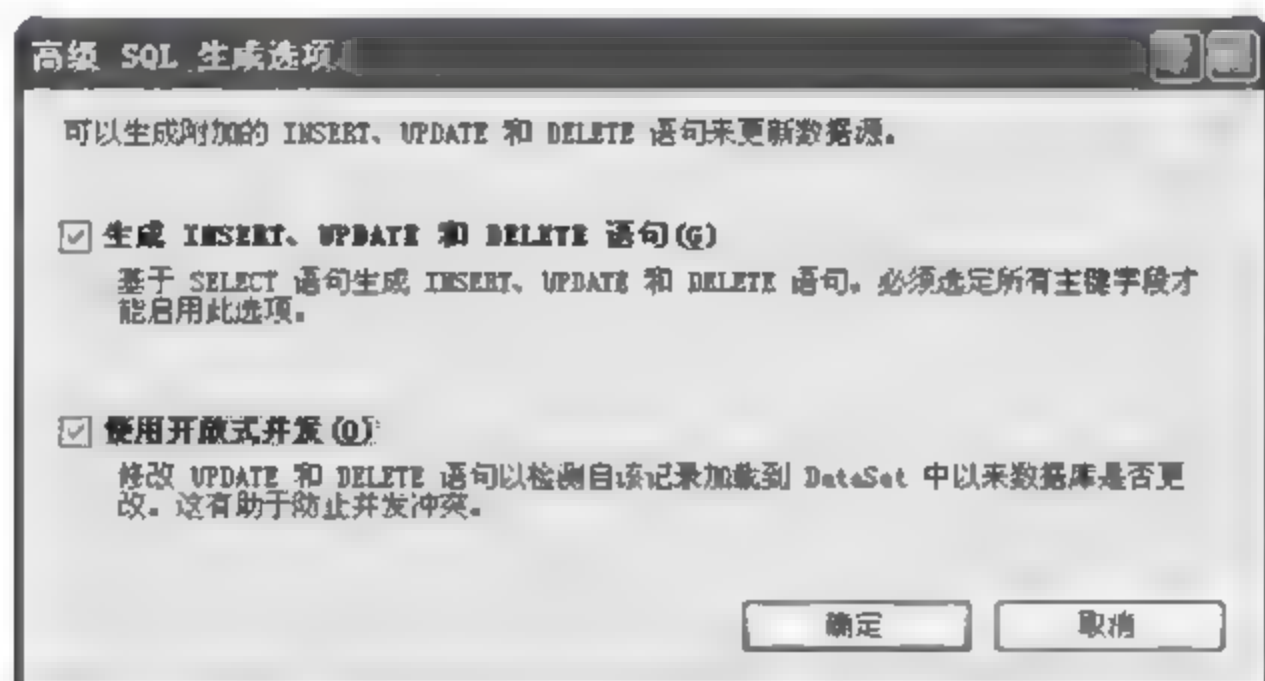 高级 SQL 生成选项
可以生成附加的 INSERT、UPDATE 和 DELETE 语句来更新数据源。
生成 INSERT、UPDATE 和 DELETE 语句(G)
基于 SELECT 语句生成 INSERT、UPDATE 和 DELETE 语句。必须选定所有主键字段才
能启用此选项。
使用开放式并发(O)
修改 UPDATE 和 DELETE 语句以检测自该记录加载到 DataSet 中以来数据库是否更
改。这有助于防止并发冲突。
确定
取消